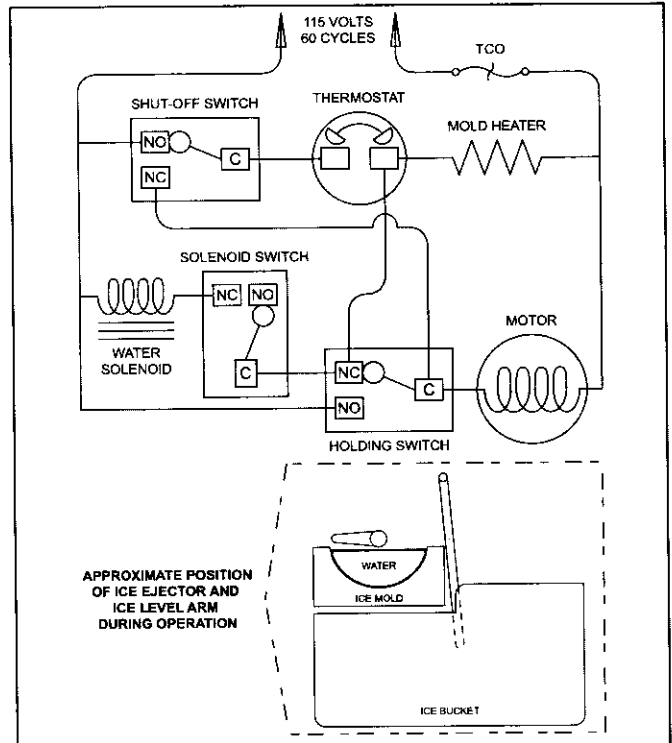 115 VOLTS
60 CYCLES
TCO
SHUT-OFF SWITCH
THERMOSTAT
MOLD HEATER
NO
C
NC
SOLENOID SWITCH
NC
NO
MOTOR
WATER
SOLENOID
C
NC
C
NO
HOLDING SWITCH
APPROXIMATE POSITION
OF ICE EJECTOR AND
ICE LEVEL ARM
DURING OPERATION
WATER
ICE MOLD
ICE BUCKET